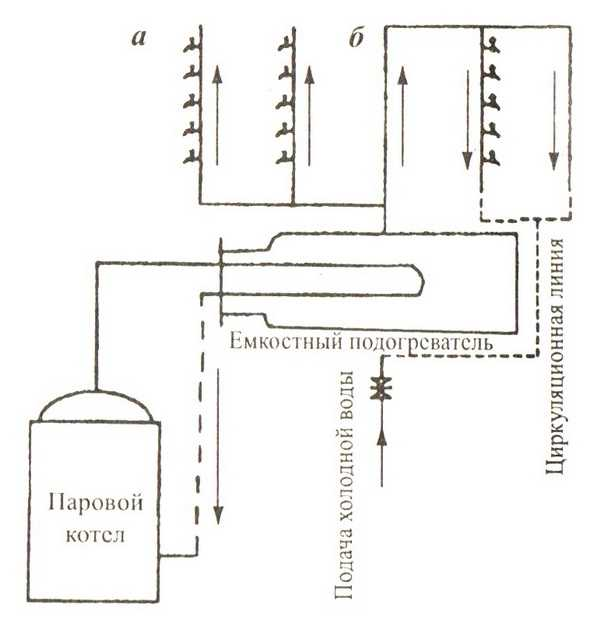 а
б
Емкостный подогреватель
Паровой
котел
Подача холодной воды
Циркуляционная линия